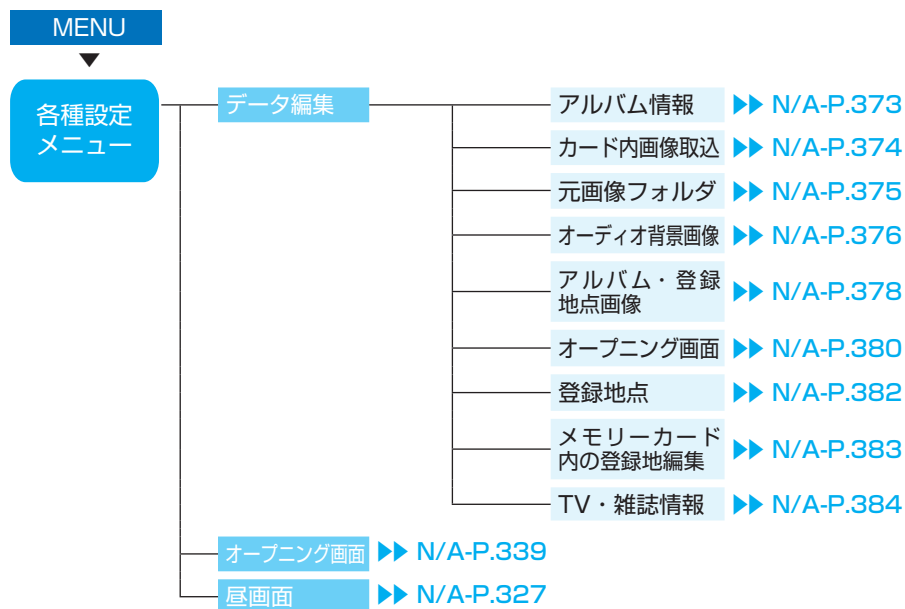 MENU
▼
各種設定
メニュー
データ編集
アルバム情報 ▶▶ N/A-P.373
カード内画像取込 ▶▶ N/A-P.374
元画像フォルダ ▶▶ N/A-P.375
オーディオ背景画像 ▶▶ N/A-P.376
アルバム・登録
地点画像 ▶▶ N/A-P.378
オープニング画面 ▶▶ N/A-P.380
登録地点 ▶▶ N/A-P.382
メモリーカード
内の登録地編集 ▶▶ N/A-P.383
TV・雑誌情報 ▶▶ N/A-P.384
オープニング画面 ▶▶ N/A-P.339
昼画面 ▶▶ N/A-P.327